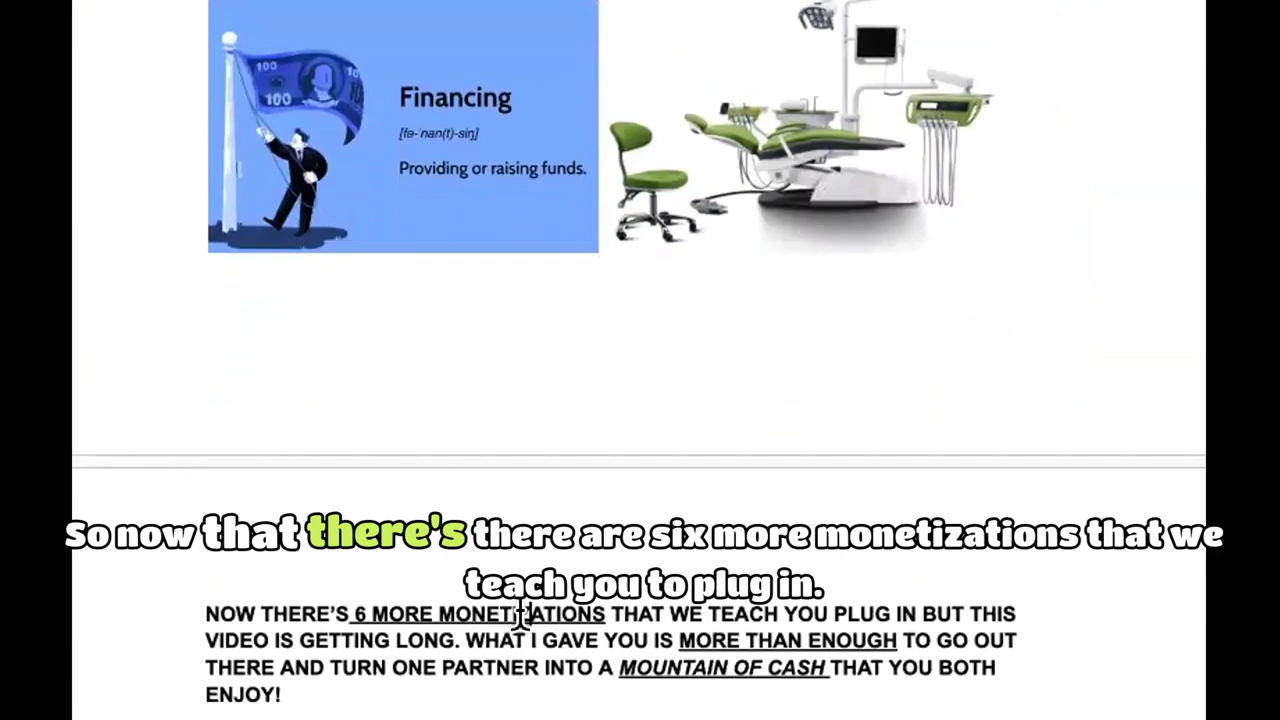 100
10
100
10
Financing
[fə-ˈnan(t)-siŋ]
Providing or raising funds.
So now that there's there are six more monetizations that we
teach you to plug in.
NOW THERE'S 6 MORE MONETIZATIONS THAT WE TEACH YOU PLUG IN BUT THIS
VIDEO IS GETTING LONG. WHAT I GAVE YOU IS MORE THAN ENOUGH TO GO OUT
THERE AND TURN ONE PARTNER INTO A MOUNTAIN OF CASH THAT YOU BOTH
ENJOY!